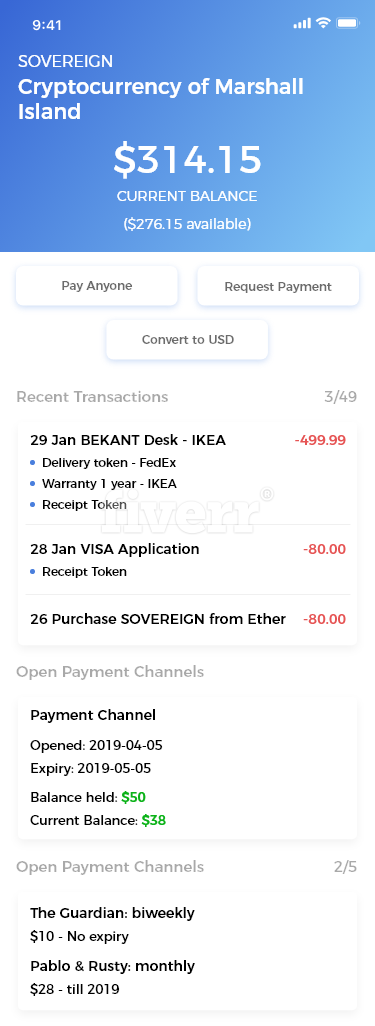 9:41
SOVEREIGN
Cryptocurrency of Marshall
Island
$314.15
CURRENT BALANCE
($276.15 available)
Pay Anyone
Request Payment
Convert to USD
Recent Transactions 3/49
29 Jan BEKANT Desk - IKEA -499.99
Delivery token - FedEx
Warranty 1 year - IKEA
Receipt Token
fiverr®
28 Jan VISA Application -80.00
Receipt Token
26 Purchase SOVEREIGN from Ether -80.00
Open Payment Channels
Payment Channel
Opened: 2019-04-05
Expiry: 2019-05-05
Balance held: $50
Current Balance: $38
Open Payment Channels 2/5
The Guardian: biweekly
$10 - No expiry
Pablo & Rusty: monthly
$28 - till 2019